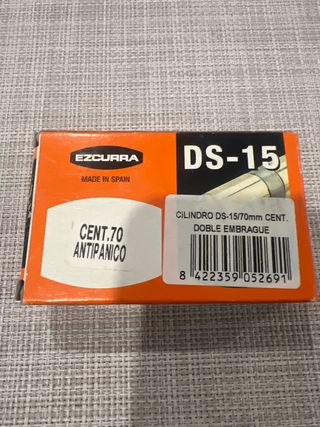 EZCURRA
MADE IN SPAIN
DS-15
CENT.70
ANTIPANICO
CiLINDRO DS-15/70mm CENT.
DOBLE EMBRAGUE
8 422359 052691